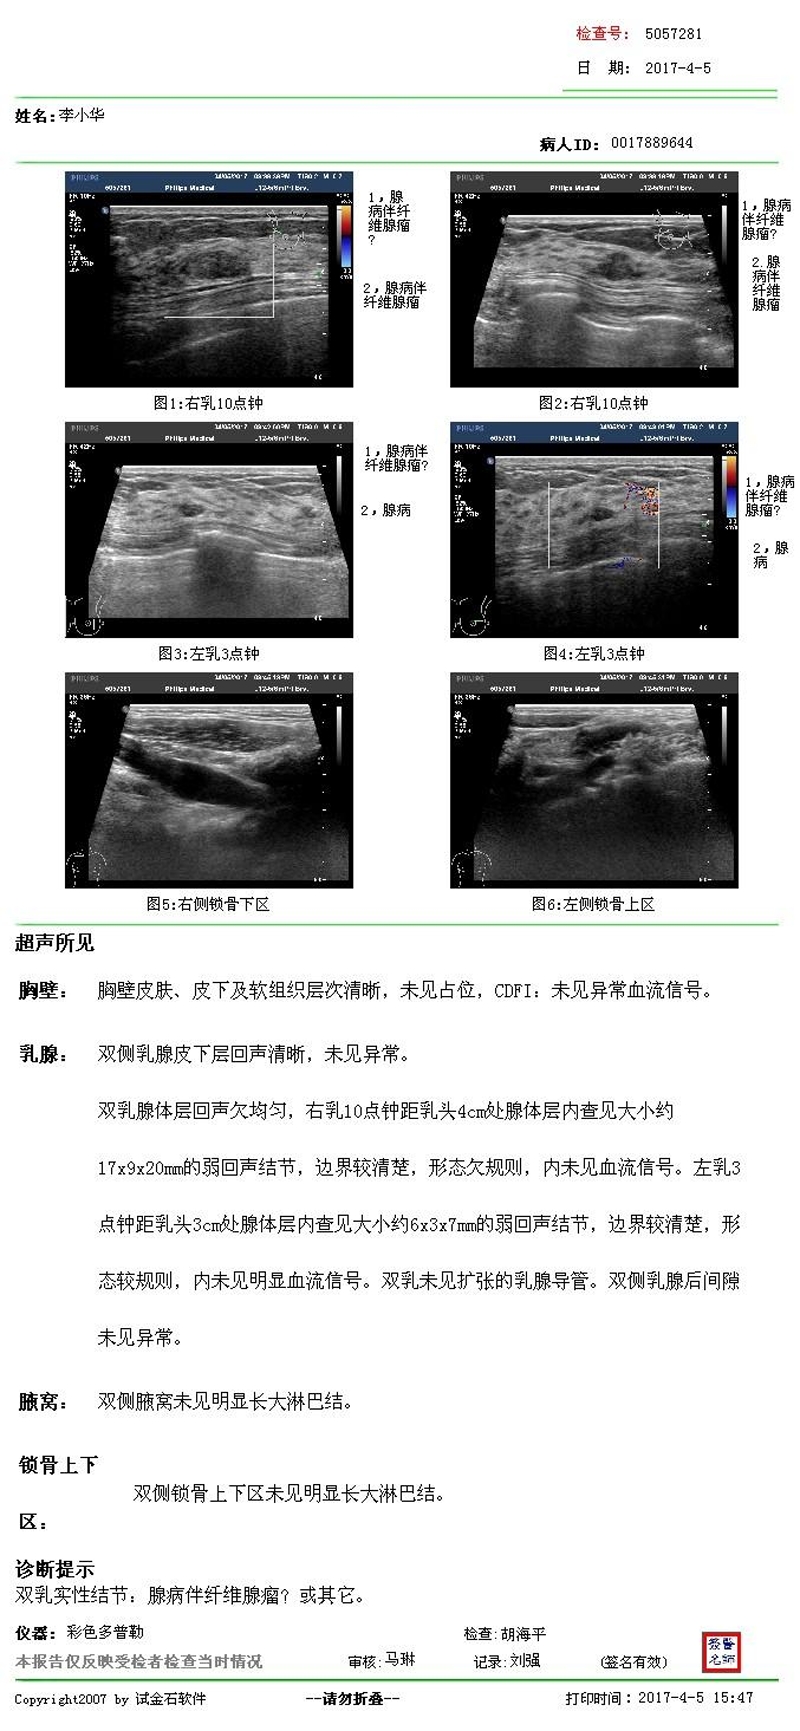 检查号: 5057281
日 期: 2017-4-5
姓名:李小华
病人ID: 0017889644
1,腺
病伴纤
维腺瘤
?
2,腺病伴
纤维腺瘤
1,腺病
伴纤维
腺瘤?
2.腺
病伴
纤维
腺瘤
图1:右乳10点钟
图2:右乳10点钟
1,腺病伴
纤维腺瘤?
2,腺病
1,腺病
伴纤维
腺瘤?
2,腺
病
图3:左乳3点钟
图4:左乳3点钟
图5:右侧锁骨下区
图6:左侧锁骨上区
超声所见
胸壁: 胸壁皮肤、皮下及软组织层次清晰,未见占位,CDFI:未见异常血流信号。
乳腺: 双侧乳腺皮下层回声清晰,未见异常。
双乳腺体层回声欠均匀,右乳10点钟距乳头4cm处腺体层内查见大小约
17x9x20mm的弱回声结节,边界较清楚,形态欠规则,内未见血流信号。左乳3
点钟距乳头3cm处腺体层内查见大小约6x3x7mm的弱回声结节,边界较清楚,形
态较规则,内未见明显血流信号。双乳未见扩张的乳腺导管。双侧乳腺后间隙
未见异常。
腋窝: 双侧腋窝未见明显长大淋巴结。
锁骨上下
双侧锁骨上下区未见明显长大淋巴结。
区:
诊断提示
双乳实性结节:腺病伴纤维腺瘤?或其它。
仪器: 彩色多普勒 检查:胡海平
本报告仅反映受检者检查当时情况 审核:马琳 记录:刘强 (签名有效)
Copyright2007 by 试金石软件 --请勿折叠-- 打印时间:2017-4-5 15:47